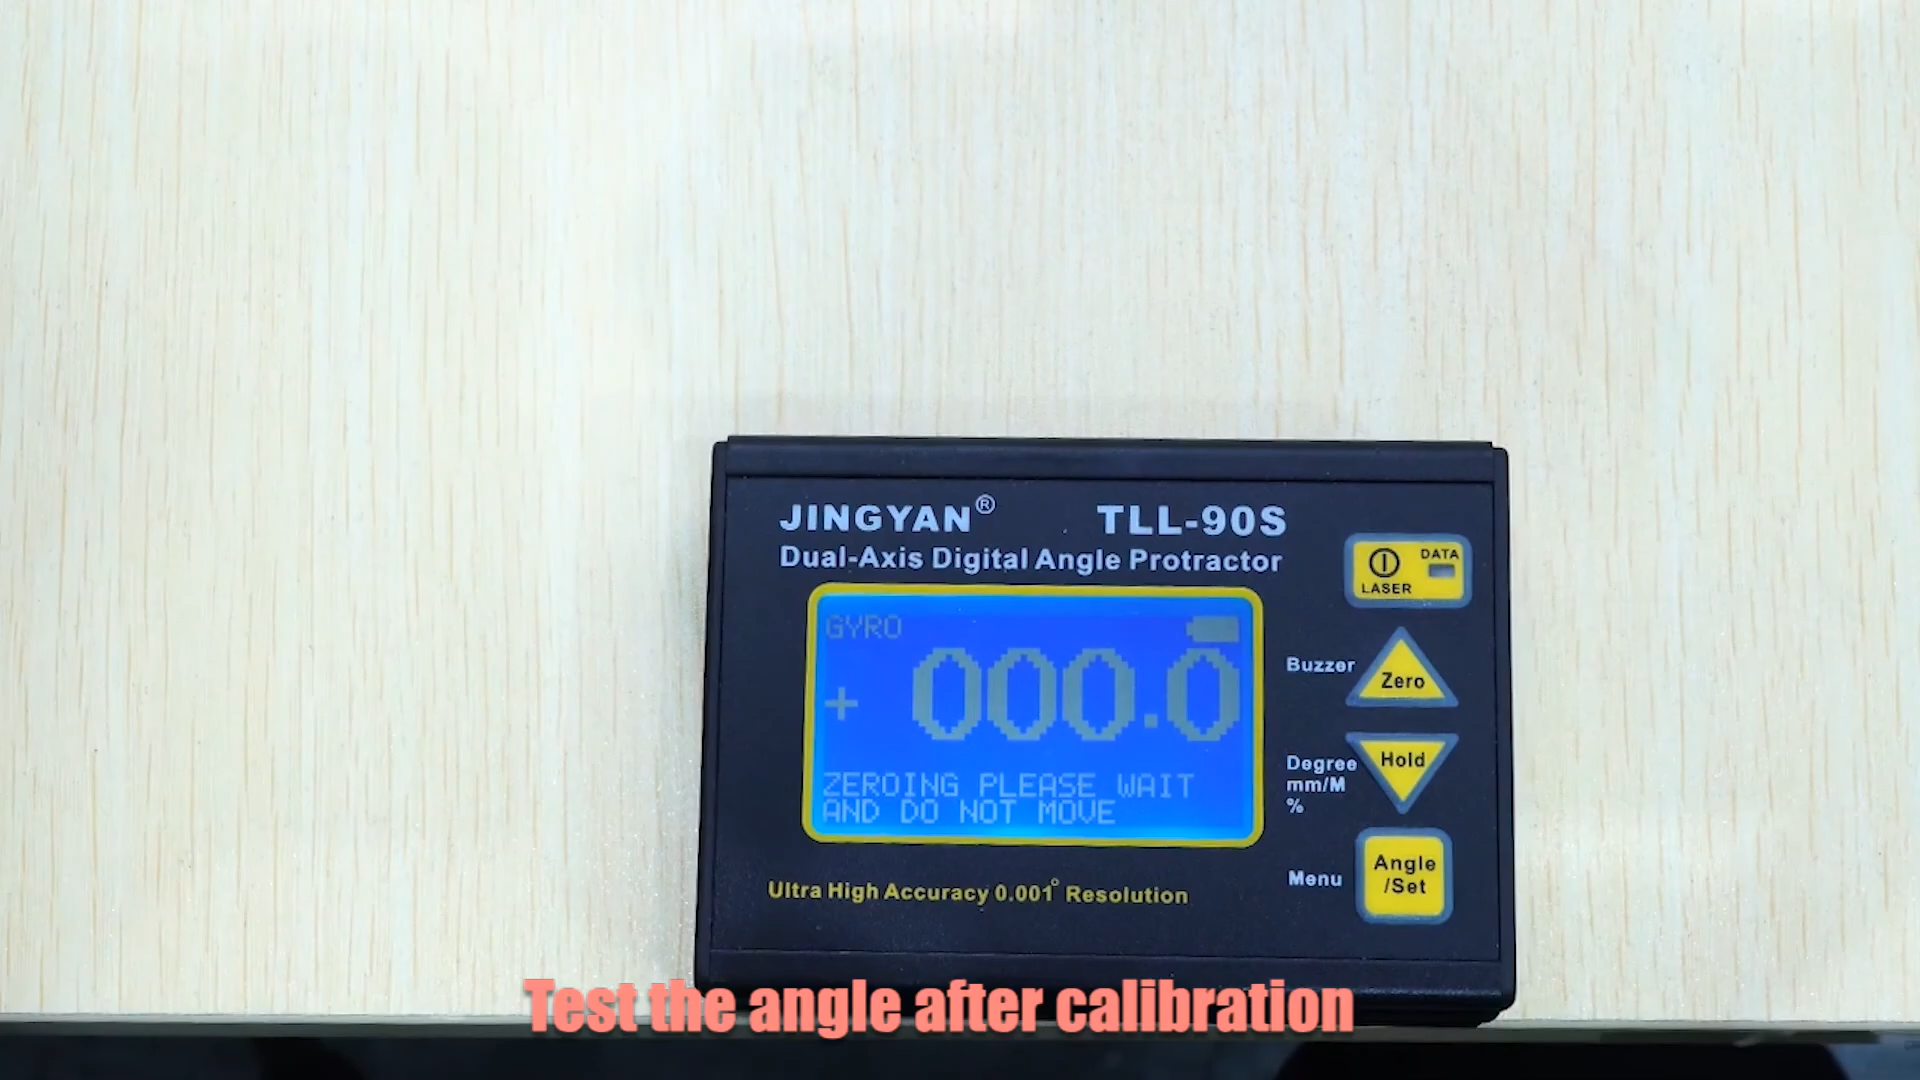 JINGYAN® TLL-90S
Dual-Axis Digital Angle Protractor
LASER DATA
GYRO
+ 000.0
ZEROING PLEASE WAIT
AND DO NOT MOVE
Buzzer Zero
Degree
mm/M
%
Hold
Menu
Angle
/Set
Ultra High Accuracy 0.001° Resolution
Test the angle after calibration